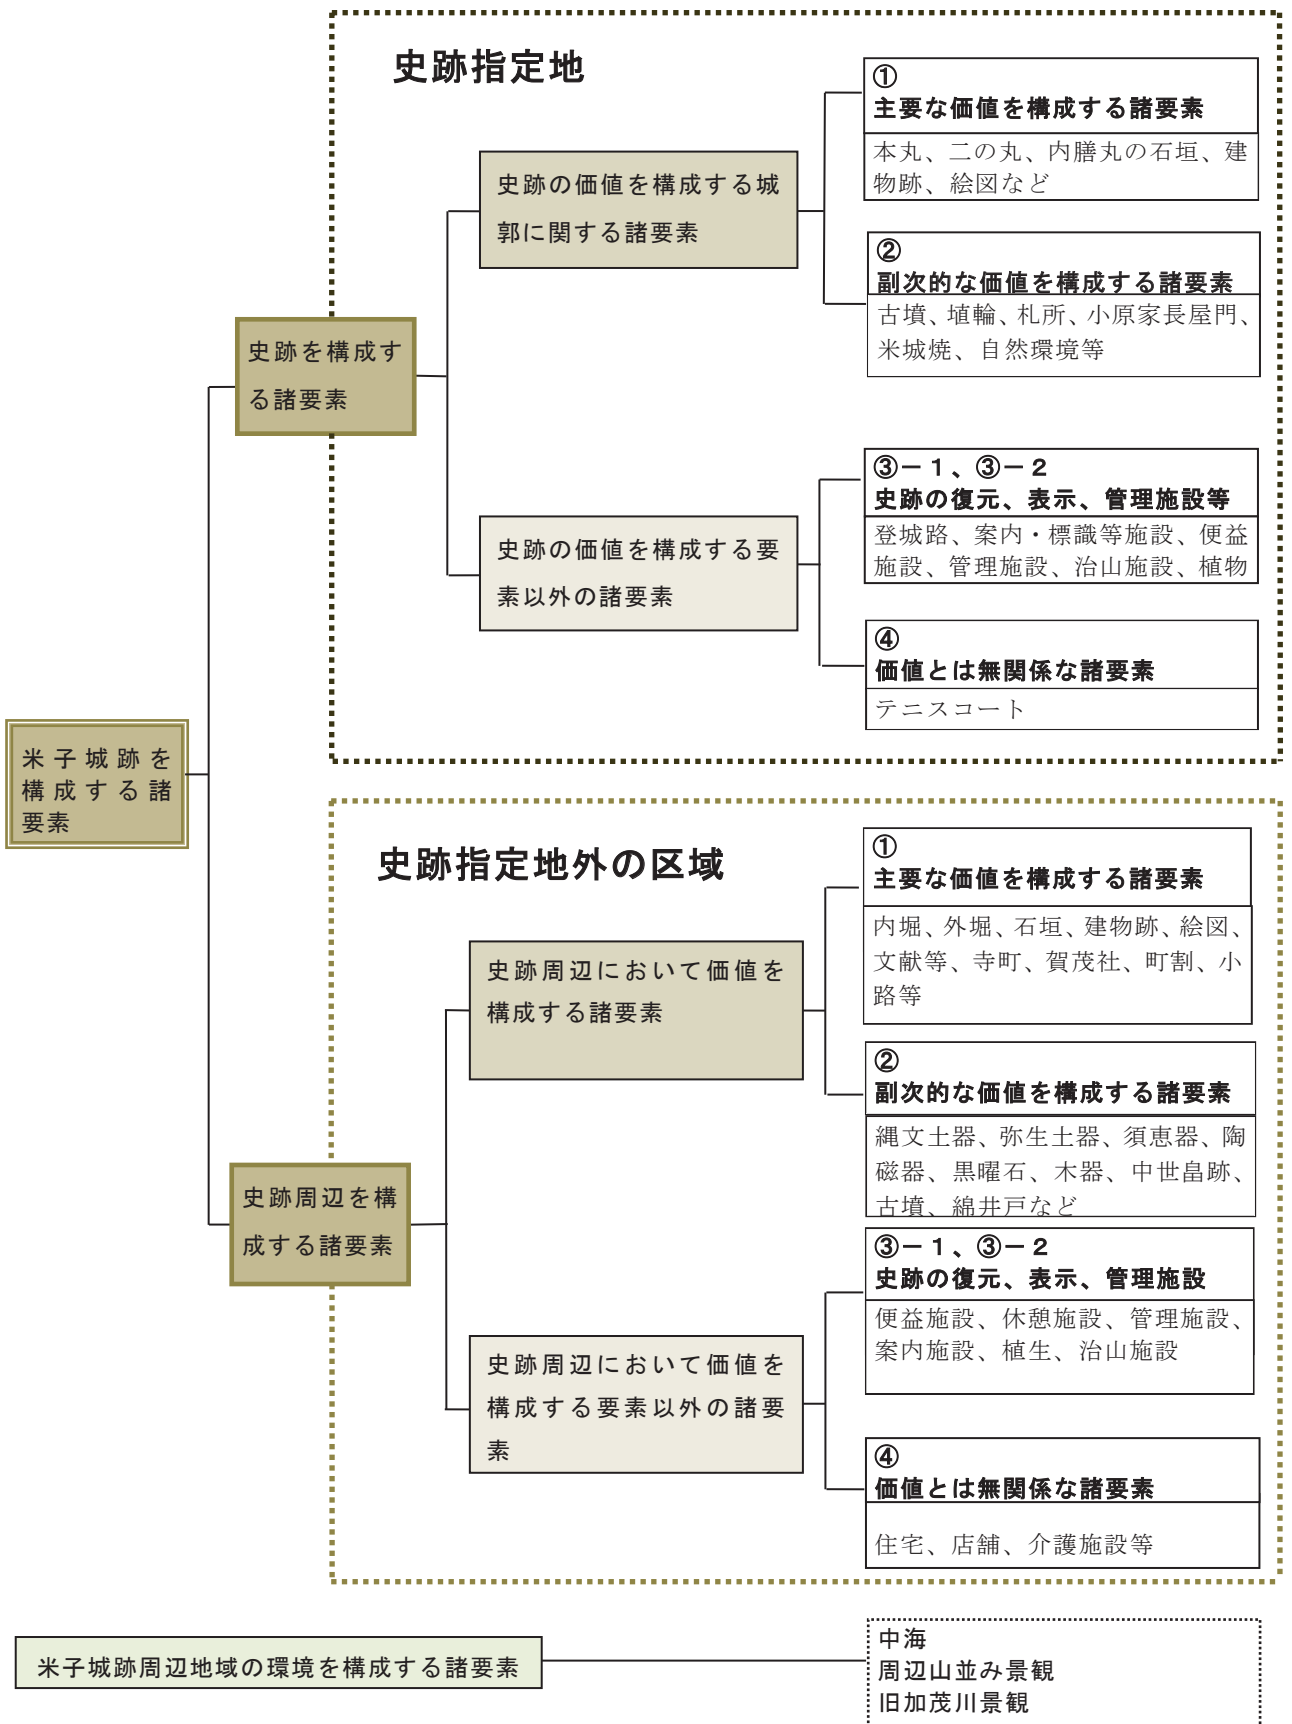 史跡指定地
①
主要な価値を構成する諸要素
本丸、二の丸、内膳丸の石垣、建
物跡、絵図など
史跡の価値を構成する城
郭に関する諸要素
②
副次的な価値を構成する諸要素
古墳、埴輪、札所、小原家長屋門、
米城焼、自然環境等
史跡を構成す
る諸要素
③－１、③－２
史跡の復元、表示、管理施設等
登城路、案内・標識等施設、便益
施設、管理施設、治山施設、植物
史跡の価値を構成する要
素以外の諸要素
④
価値とは無関係な諸要素
テニスコート
米子城跡を
構成する諸
要素
史跡指定地外の区域
①
主要な価値を構成する諸要素
内堀、外堀、石垣、建物跡、絵図、
文献等、寺町、賀茂社、町割、小
路等
史跡周辺において価値を
構成する諸要素
②
副次的な価値を構成する諸要素
縄文土器、弥生土器、須恵器、陶
磁器、黒曜石、木器、中世畠跡、
古墳、綿井戸など
史跡周辺を構
成する諸要素
③－１、③－２
史跡の復元、表示、管理施設
便益施設、休憩施設、管理施設、
案内施設、植生、治山施設
史跡周辺において価値を
構成する要素以外の諸要
素
④
価値とは無関係な諸要素
住宅、店舗、介護施設等
米子城跡周辺地域の環境を構成する諸要素
中海
周辺山並み景観
旧加茂川景観